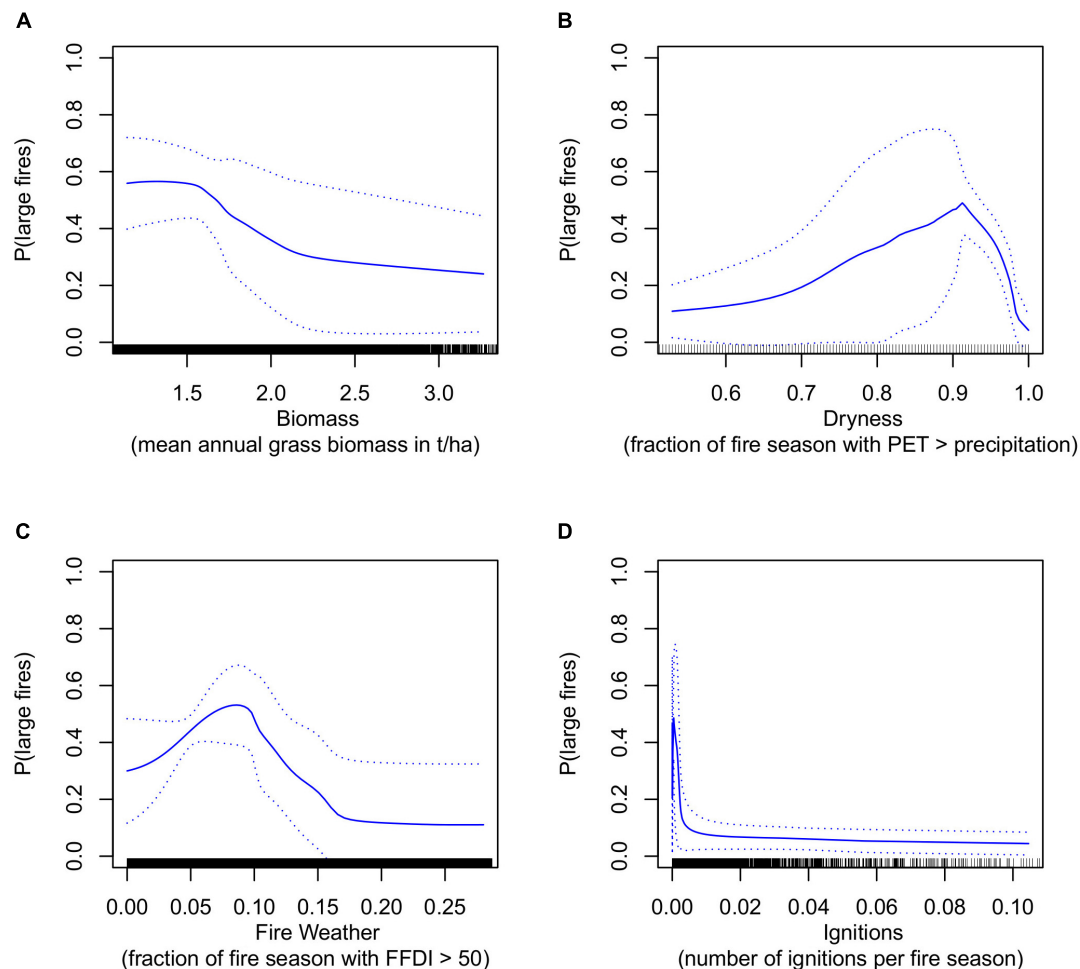 A
P(large fires)
0.0 0.2 0.4 0.6 0.8 1.0
1.5 2.0 2.5 3.0
Biomass
(mean annual grass biomass in t/ha)
B
P(large fires)
0.0 0.2 0.4 0.6 0.8 1.0
0.6 0.7 0.8 0.9 1.0
Dryness
(fraction of fire season with PET > precipitation)
C
P(large fires)
0.0 0.2 0.4 0.6 0.8 1.0
0.00 0.05 0.10 0.15 0.20 0.25
Fire Weather
(fraction of fire season with FFDI > 50)
D
P(large fires)
0.0 0.2 0.4 0.6 0.8 1.0
0.00 0.02 0.04 0.06 0.08 0.10
Ignitions
(number of ignitions per fire season)